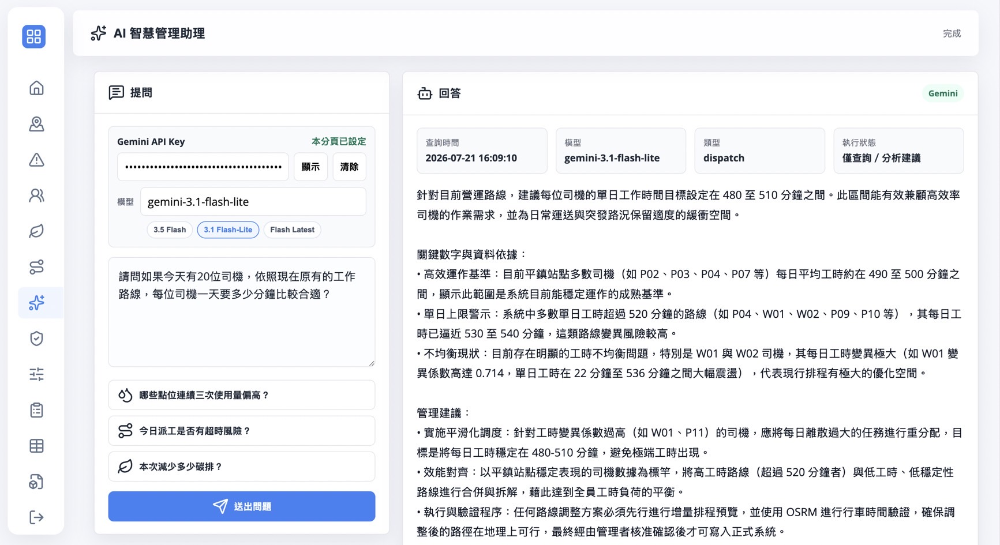 AI 智慧管理助理
完成
提問
Gemini API Key
本分頁已設定
顯示
清除
模型
gemini-3.1-flash-lite
3.5 Flash
3.1 Flash-Lite
Flash Latest
請問如果今天有20位司機，依照現在原有的工作
路線，每位司機一天要多少分鐘比較合適？
哪些點位連續三次使用量偏高？
今日派工是否有超時風險？
本次減少多少碳排？
送出問題
回答
Gemini
查詢時間
2026-07-21 16:09:10
模型
gemini-3.1-flash-lite
類型
dispatch
執行狀態
僅查詢 / 分析建議
針對目前營運路線，建議每位司機的單日工作時間目標設定在 480 至 510 分鐘之間。此區間能有效兼顧高效率
司機的作業需求，並為日常運送與突發路況保留適度的緩衝空間。
關鍵數字與資料依據：
• 高效運作基準：目前平鎮站點多數司機（如 P02、P03、P04、P07 等）每日平均工時約在 490 至 500 分鐘之
間，顯示此範圍是系統目前能穩定運作的成熟基準。
• 單日上限警示：系統中多數單日工時超過 520 分鐘的路線（如 P04、W01、W02、P09、P10 等），其每日工
時已逼近 530 至 540 分鐘，這類路線變異風險較高。
• 不均衡現狀：目前存在明顯的工時不均衡問題，特別是 W01 與 W02 司機，其每日工時變異極大（如 W01 變
異係數高達 0.714，單日工時在 22 分鐘至 536 分鐘之間大幅震盪），代表現行排程有極大的優化空間。
管理建議：
• 實施平滑化調度：針對工時變異係數過高（如 W01、P11）的司機，應將每日離散過大的任務進行重分配，目
標是將每日工時穩定在 480-510 分鐘，避免極端工時出現。
• 效能對齊：以平鎮站點穩定表現的司機數據為標竿，將高工時路線（超過 520 分鐘者）與低工時、低穩定性
路線進行合併與拆解，藉此達到全員工時負荷的平衡。
• 執行與驗證程序：任何路線調整方案必須先行進行增量排程預覽，並使用 OSRM 進行行車時間驗證，確保調
整後的路徑在地理上可行，最終經由管理者核准確認後才可寫入正式系統。